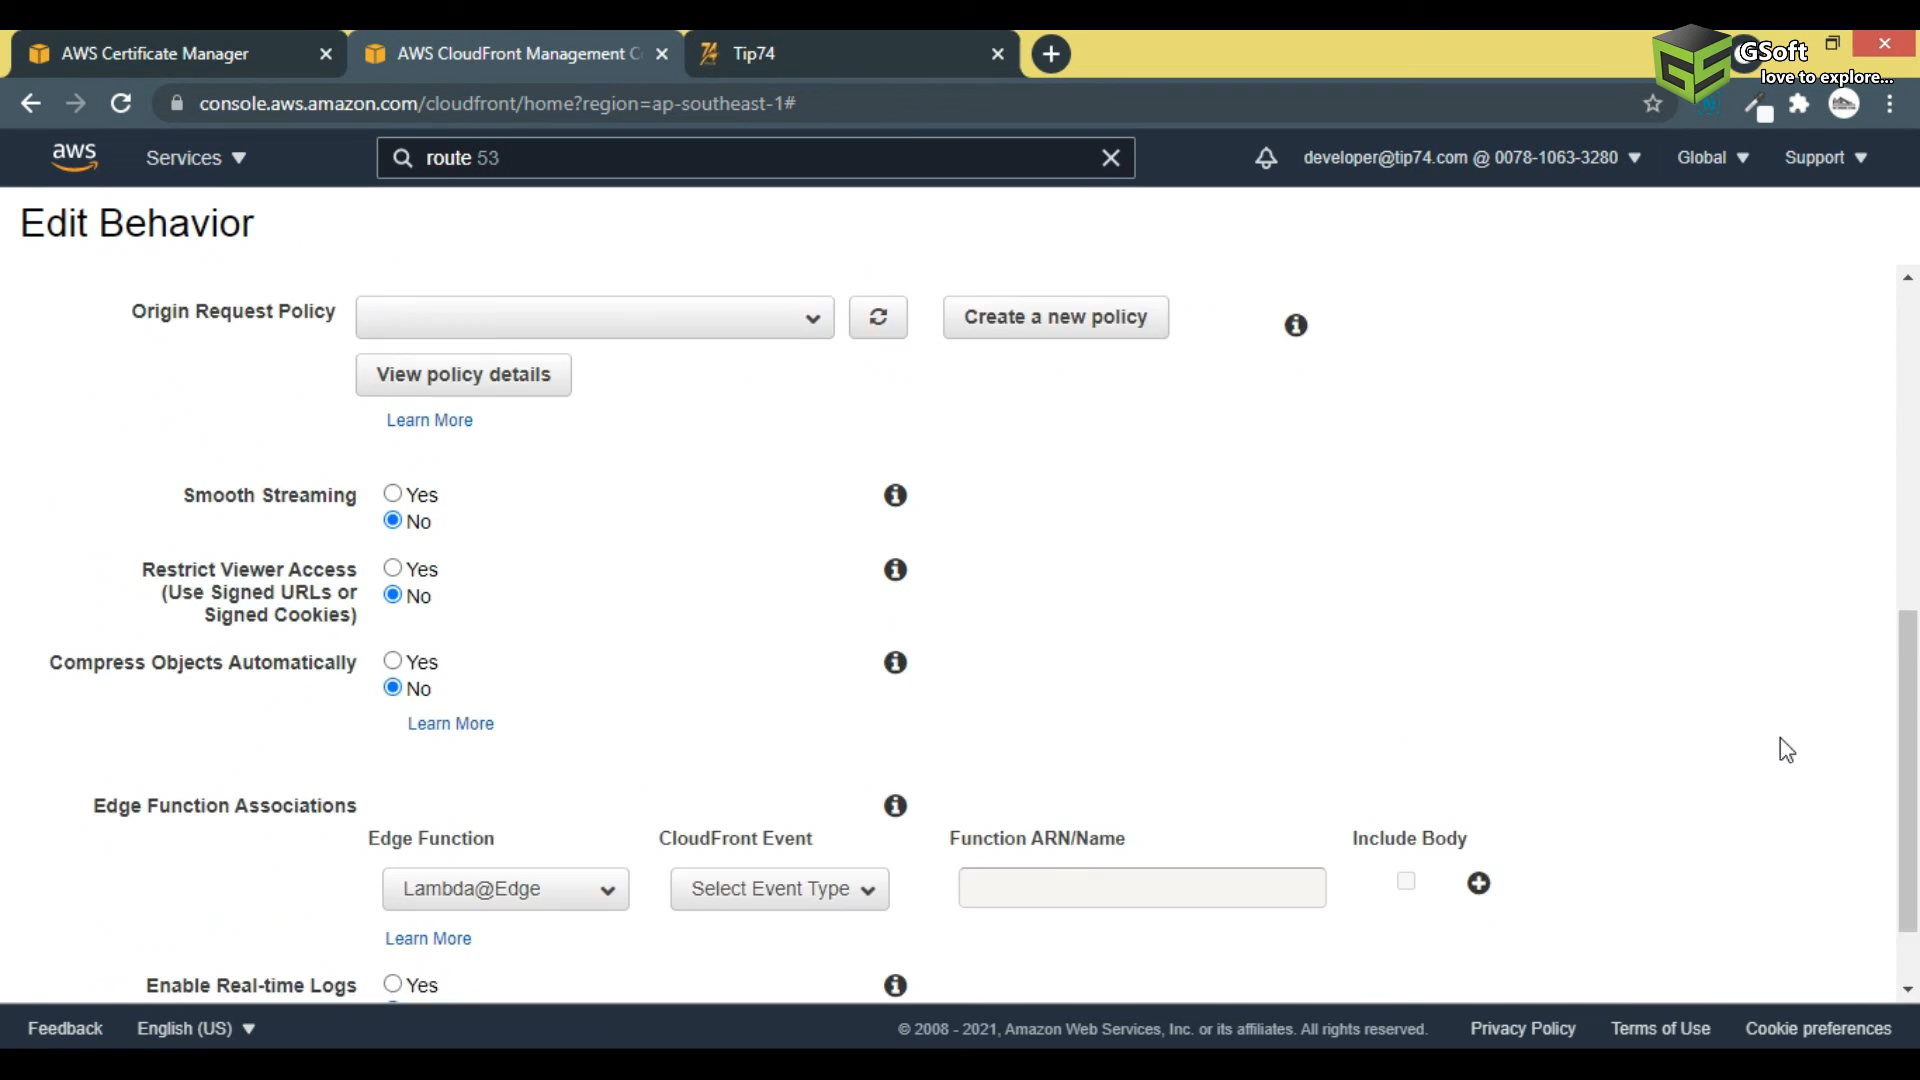 AWS Certificate Manager
AWS CloudFront Management C
Tip74
GSoft
love to explore...
console.aws.amazon.com/cloudfront/home?region=ap-southeast-1#
aws
Services
route 53
developer@tip74.com @ 0078-1063-3280
Global
Support
Edit Behavior
Origin Request Policy
Create a new policy
View policy details
Learn More
Smooth Streaming
Yes
No
Restrict Viewer Access
(Use Signed URLs or
Signed Cookies)
Yes
No
Compress Objects Automatically
Yes
No
Learn More
Edge Function Associations
Edge Function
CloudFront Event
Function ARN/Name
Include Body
Lambda@Edge
Select Event Type
Learn More
Enable Real-time Logs
Yes
Feedback
English (US)
© 2008 - 2021, Amazon Web Services, Inc. or its affiliates. All rights reserved.
Privacy Policy
Terms of Use
Cookie preferences